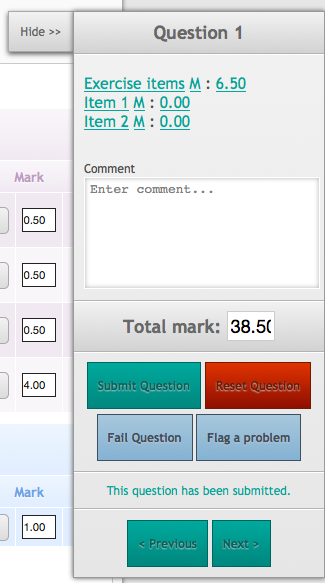 Hide >>
Question 1
Exercise items M : 6.50
Item 1 M : 0.00
Item 2 M : 0.00
Comment
Enter comment...
Total mark: 38.50
Submit Question Reset Question
Fail Question Flag a problem
This question has been submitted.
< Previous Next >
Mark
0.50
0.50
0.50
4.00
Mark
1.00